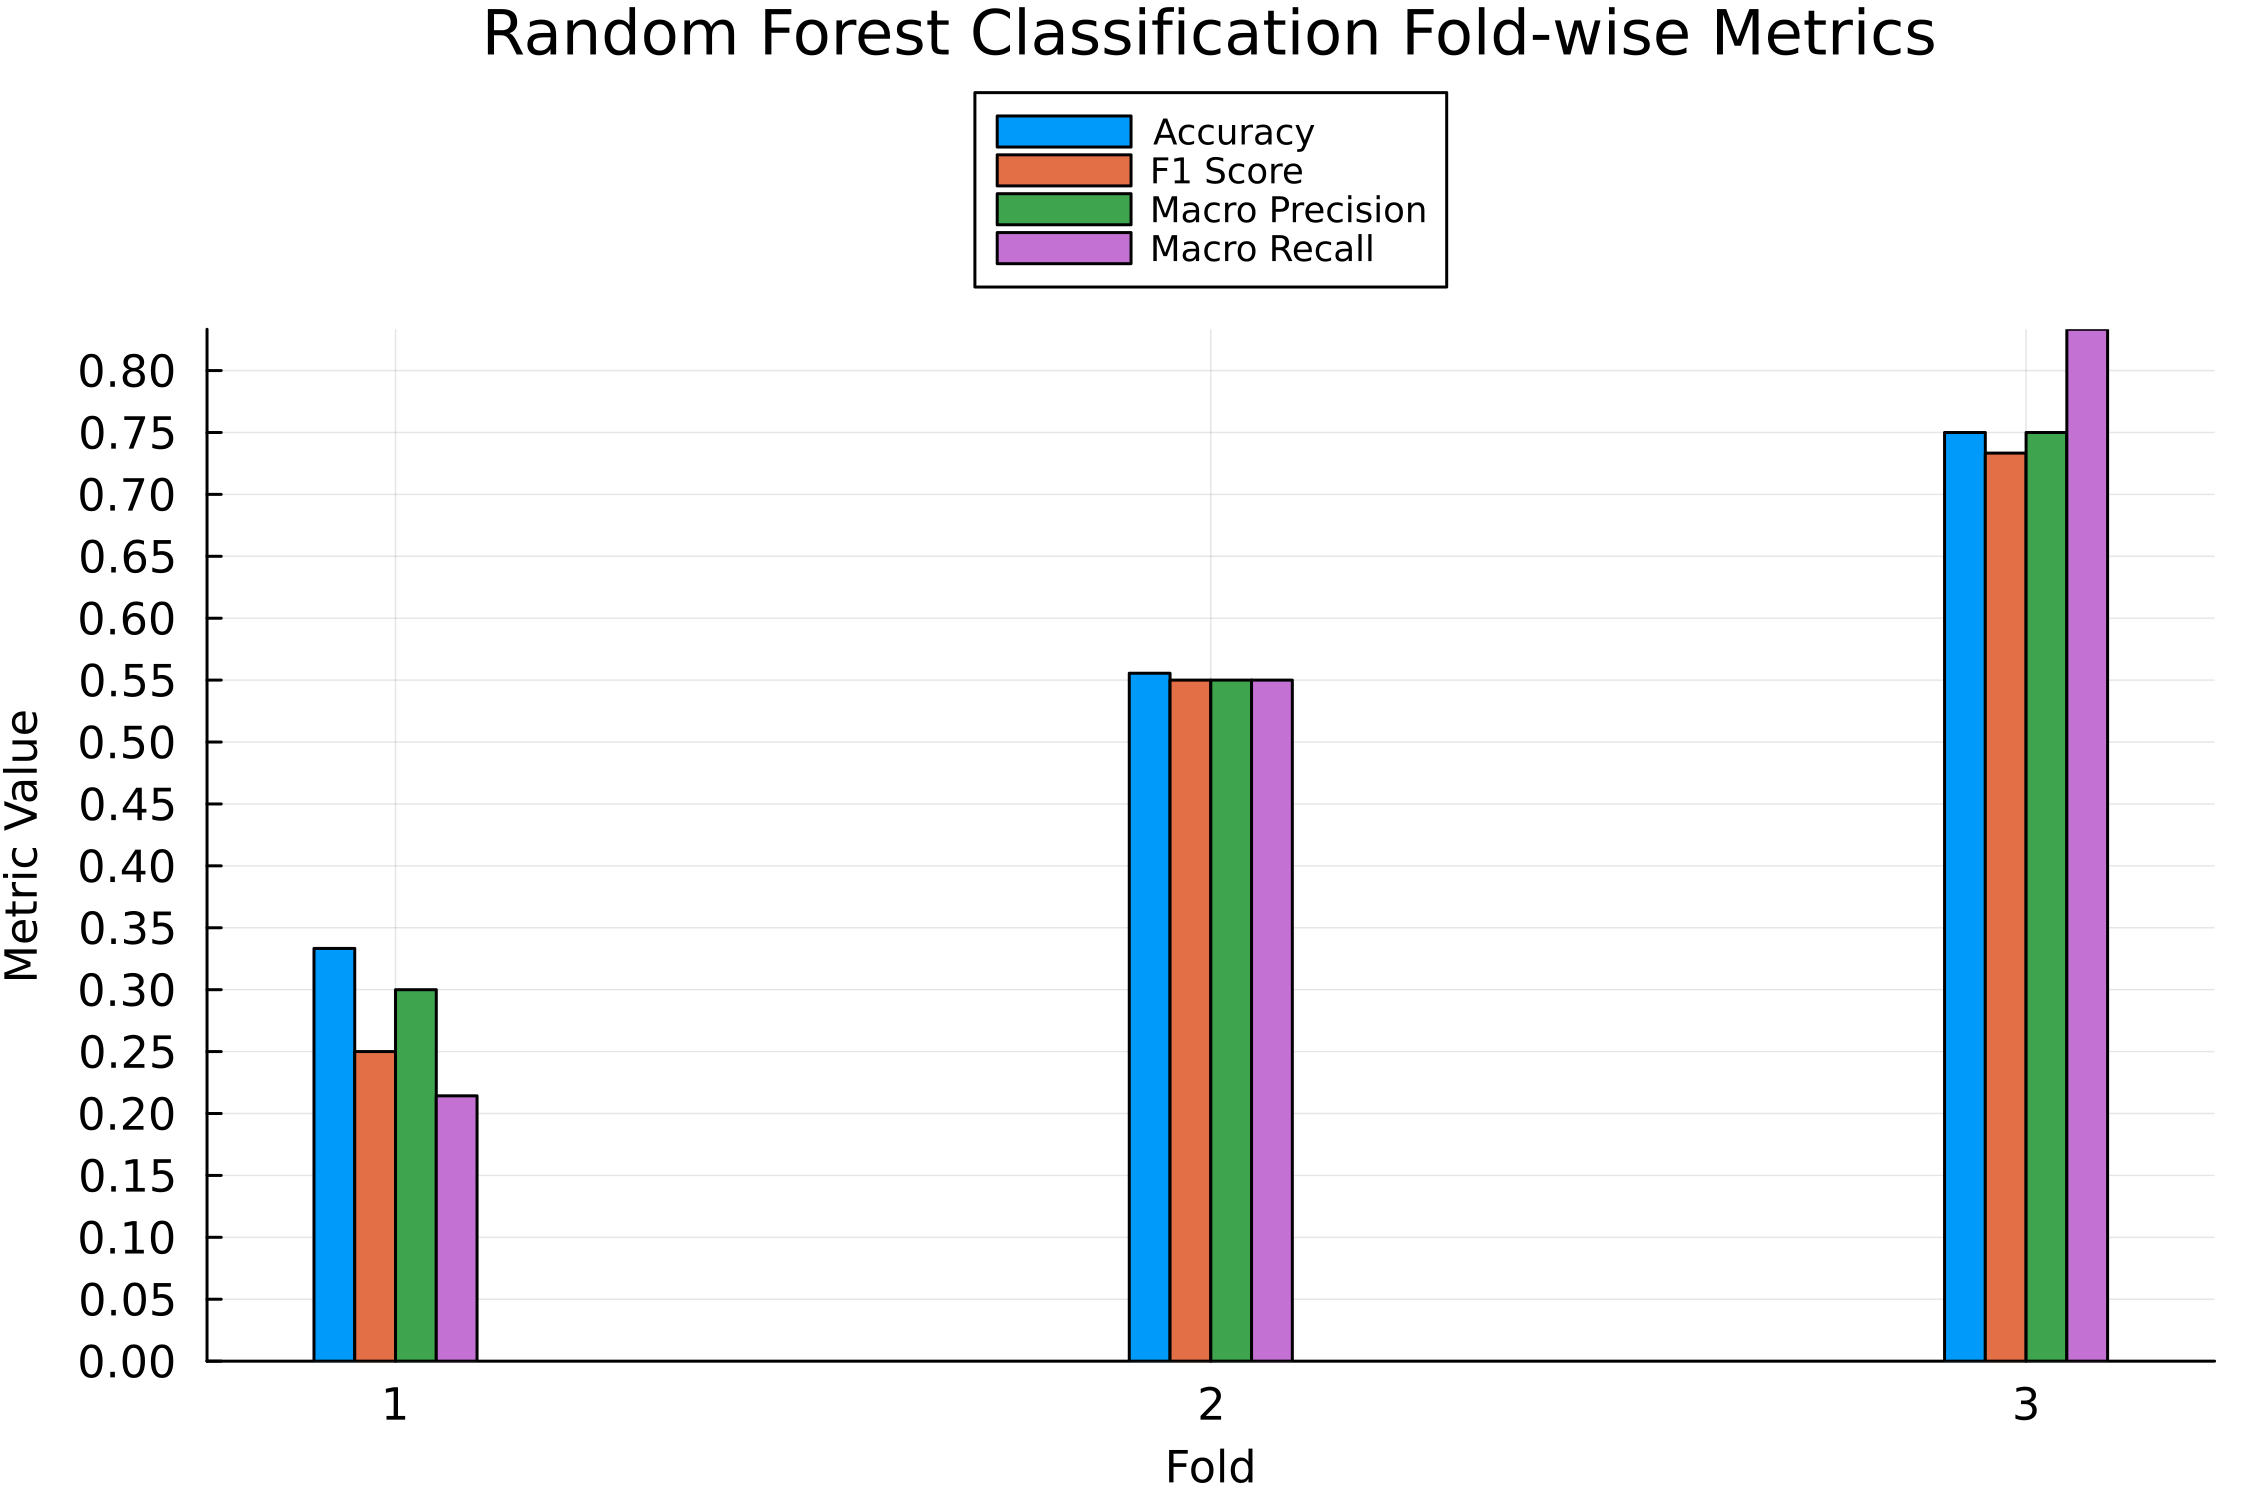 Random Forest Classification Fold-wise Metrics
Accuracy
F1 Score
Macro Precision
Macro Recall
0.80
0.75
0.70
0.65
0.60
0.55
0.50
0.45
0.40
0.35
0.30
0.25
0.20
0.15
0.10
0.05
0.00
Metric Value
1 2 3
Fold